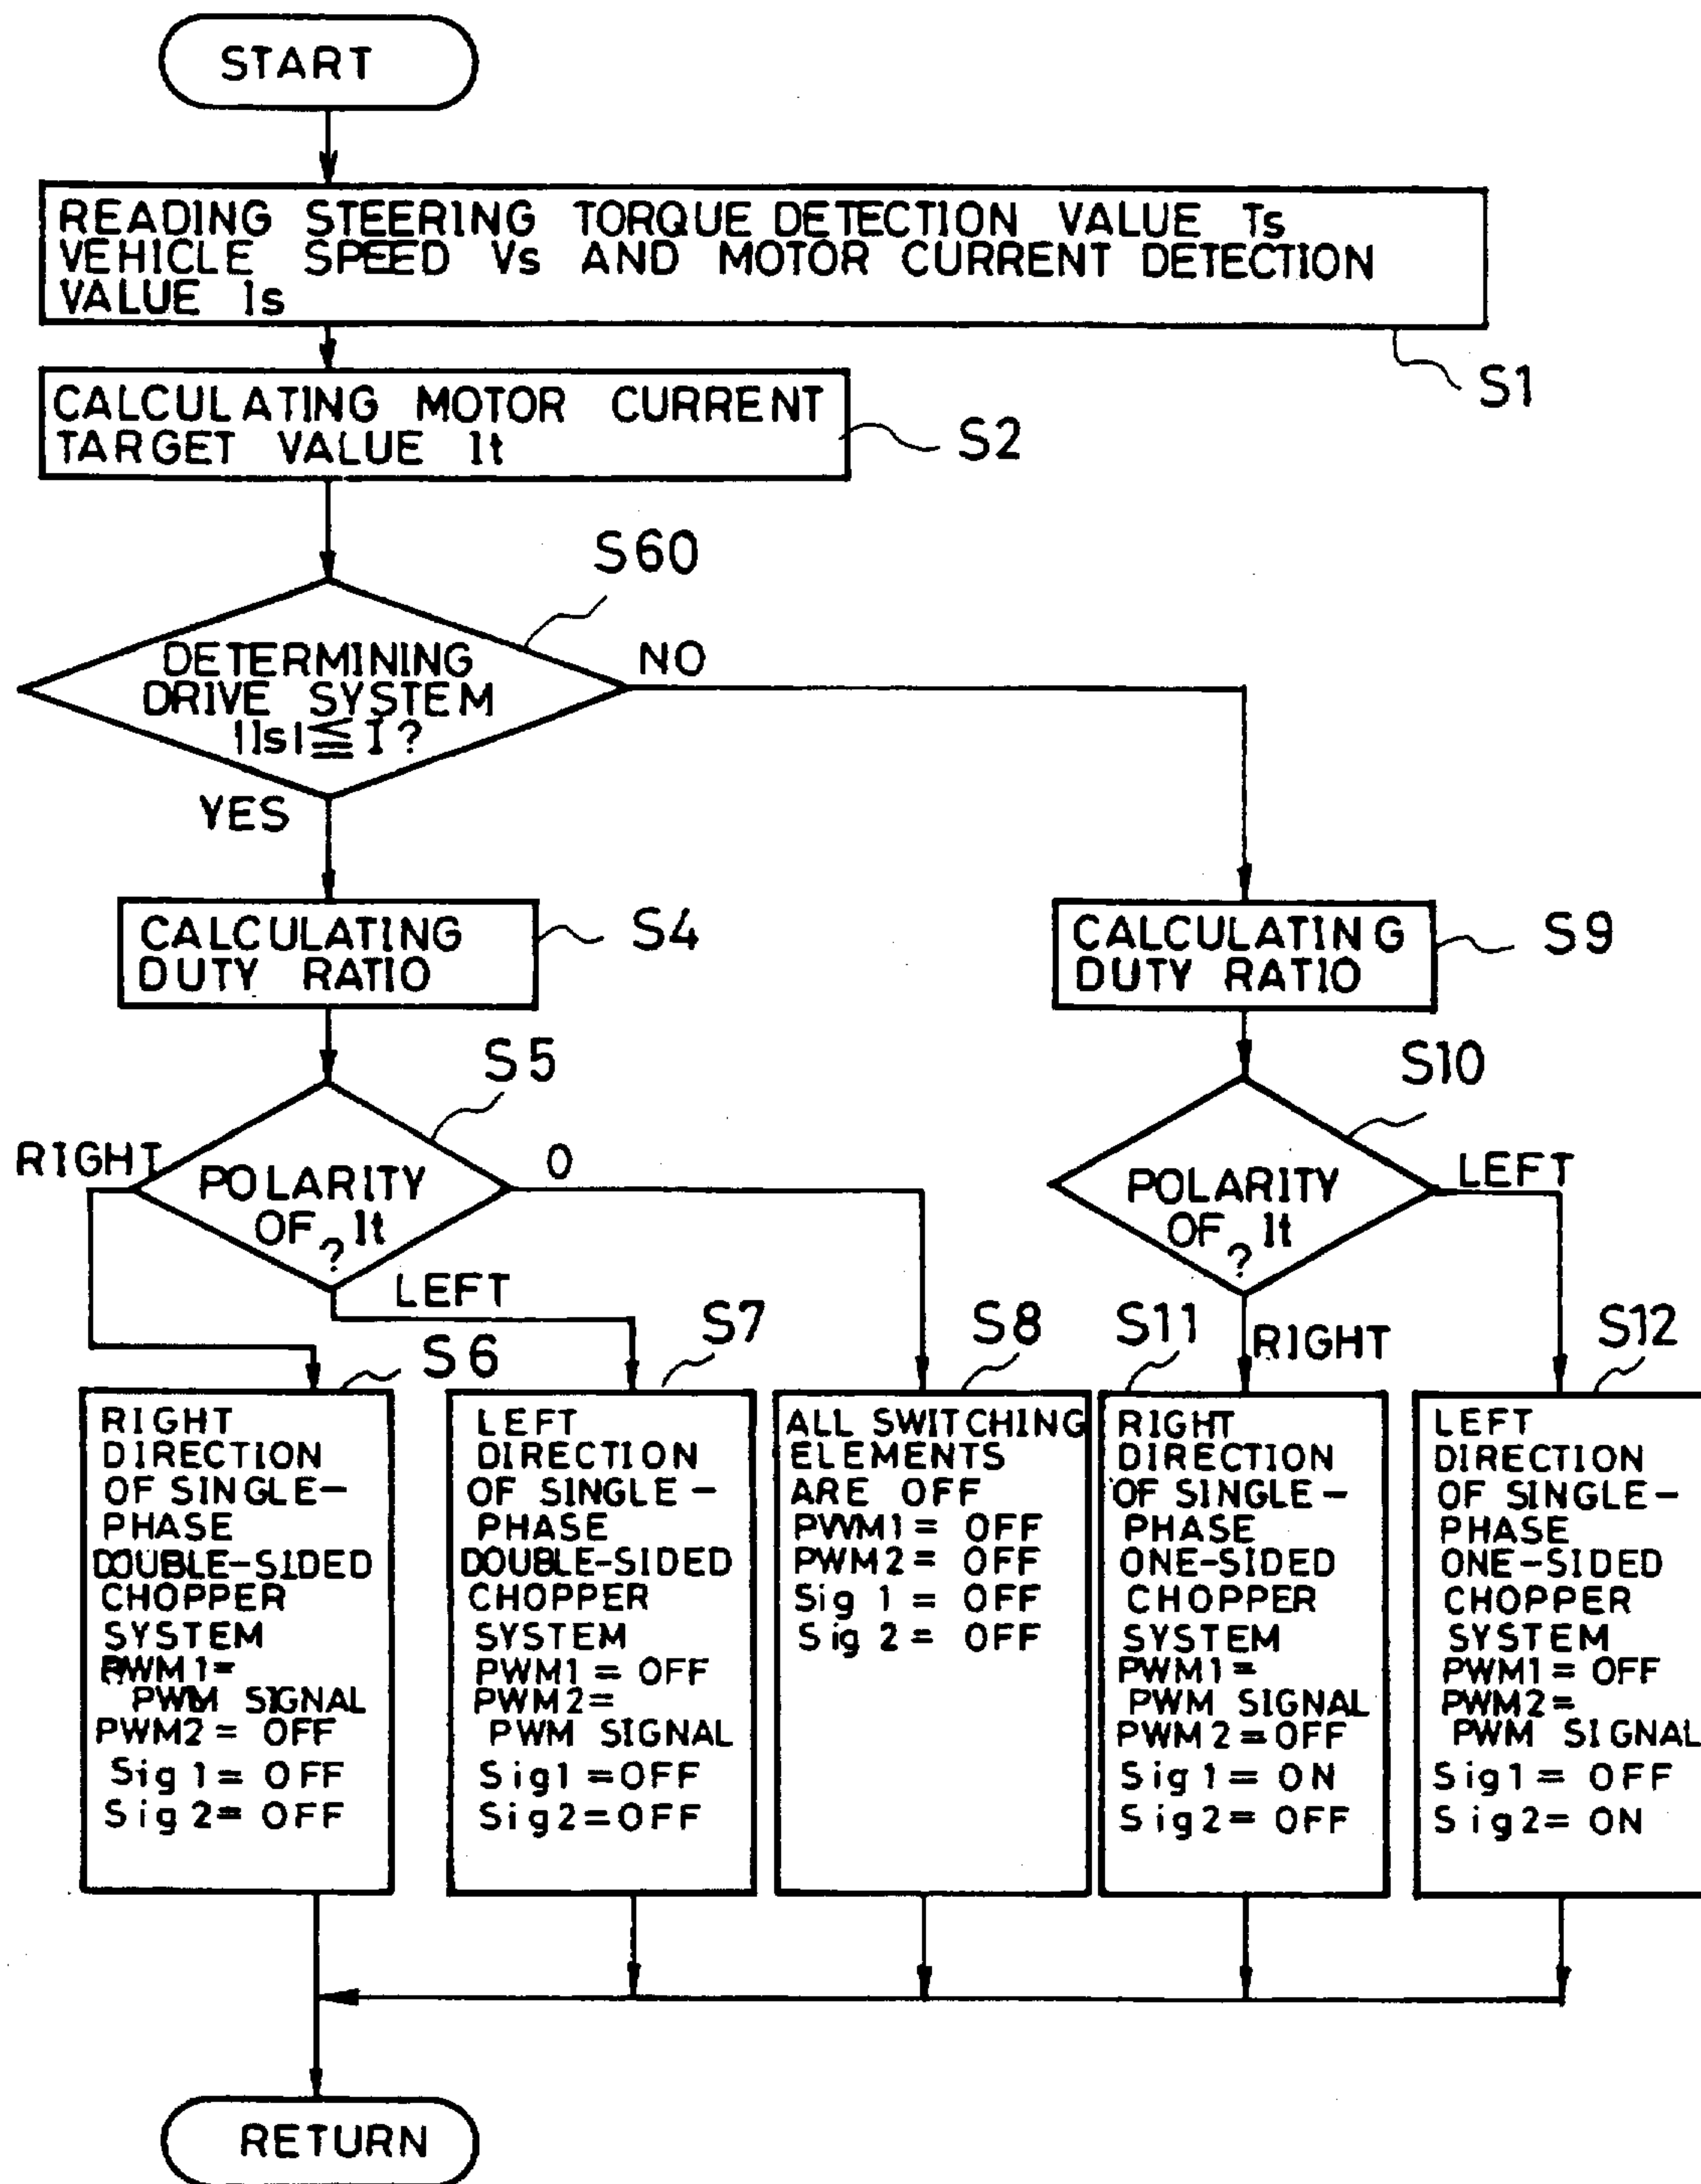 START
READING STEERING TORQUE DETECTION VALUE Ts
VEHICLE SPEED Vs AND MOTOR CURRENT DETECTION
VALUE Is
S1
CALCULATING MOTOR CURRENT
TARGET VALUE It
S2
S60
DETERMINING
DRIVE SYSTEM
|Is|≦I?
NO
YES
CALCULATING
DUTY RATIO
S4
CALCULATING
DUTY RATIO
S9
S5
POLARITY
OF It
?
RIGHT
O
LEFT
S10
POLARITY
OF It
?
LEFT
RIGHT
S6
RIGHT
DIRECTION
OF SINGLE-
PHASE
DOUBLE-SIDED
CHOPPER
SYSTEM
PWM1=
PWM SIGNAL
PWM2= OFF
Sig 1= OFF
Sig 2= OFF
S7
LEFT
DIRECTION
OF SINGLE-
PHASE
DOUBLE-SIDED
CHOPPER
SYSTEM
PWM1= OFF
PWM2=
PWM SIGNAL
Sig1=OFF
Sig2=OFF
S8
ALL SWITCHING
ELEMENTS
ARE OFF
PWM1= OFF
PWM2= OFF
Sig 1= OFF
Sig 2= OFF
S11
RIGHT
DIRECTION
OF SINGLE-
PHASE
ONE-SIDED
CHOPPER
SYSTEM
PWM1=
PWM SIGNAL
PWM2=OFF
Sig1= ON
Sig2= OFF
S12
LEFT
DIRECTION
OF SINGLE-
PHASE
ONE-SIDED
CHOPPER
SYSTEM
PWM1= OFF
PWM2=
PWM SIGNAL
Sig1= OFF
Sig2= ON
RETURN